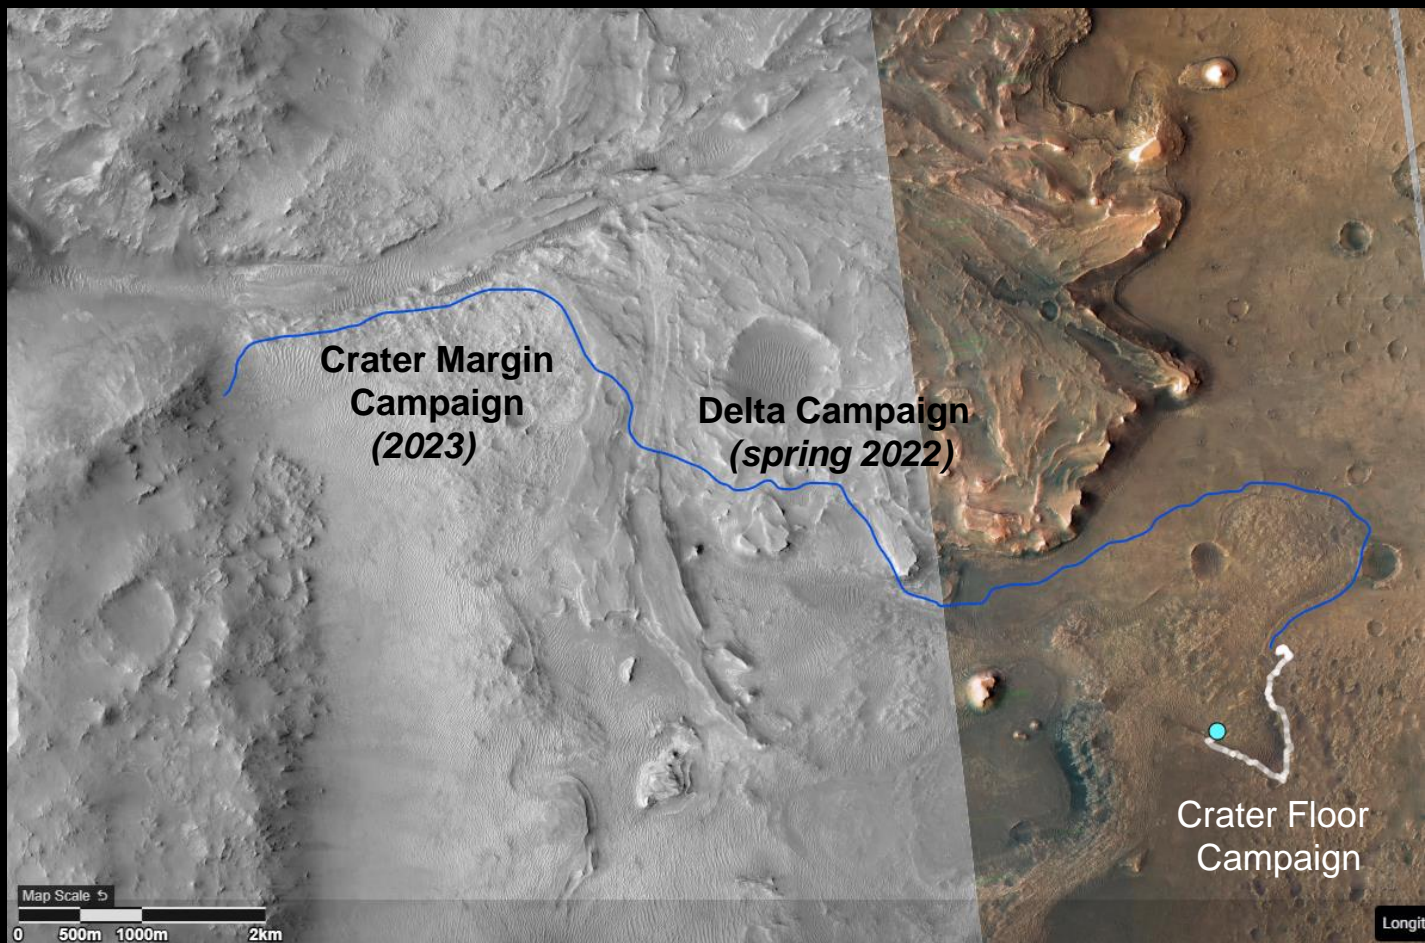 Crater Margin
Campaign
(2023)
Delta Campaign
(spring 2022)
Crater Floor
Campaign
Map Scale
0 500m 1000m 2km
Longit